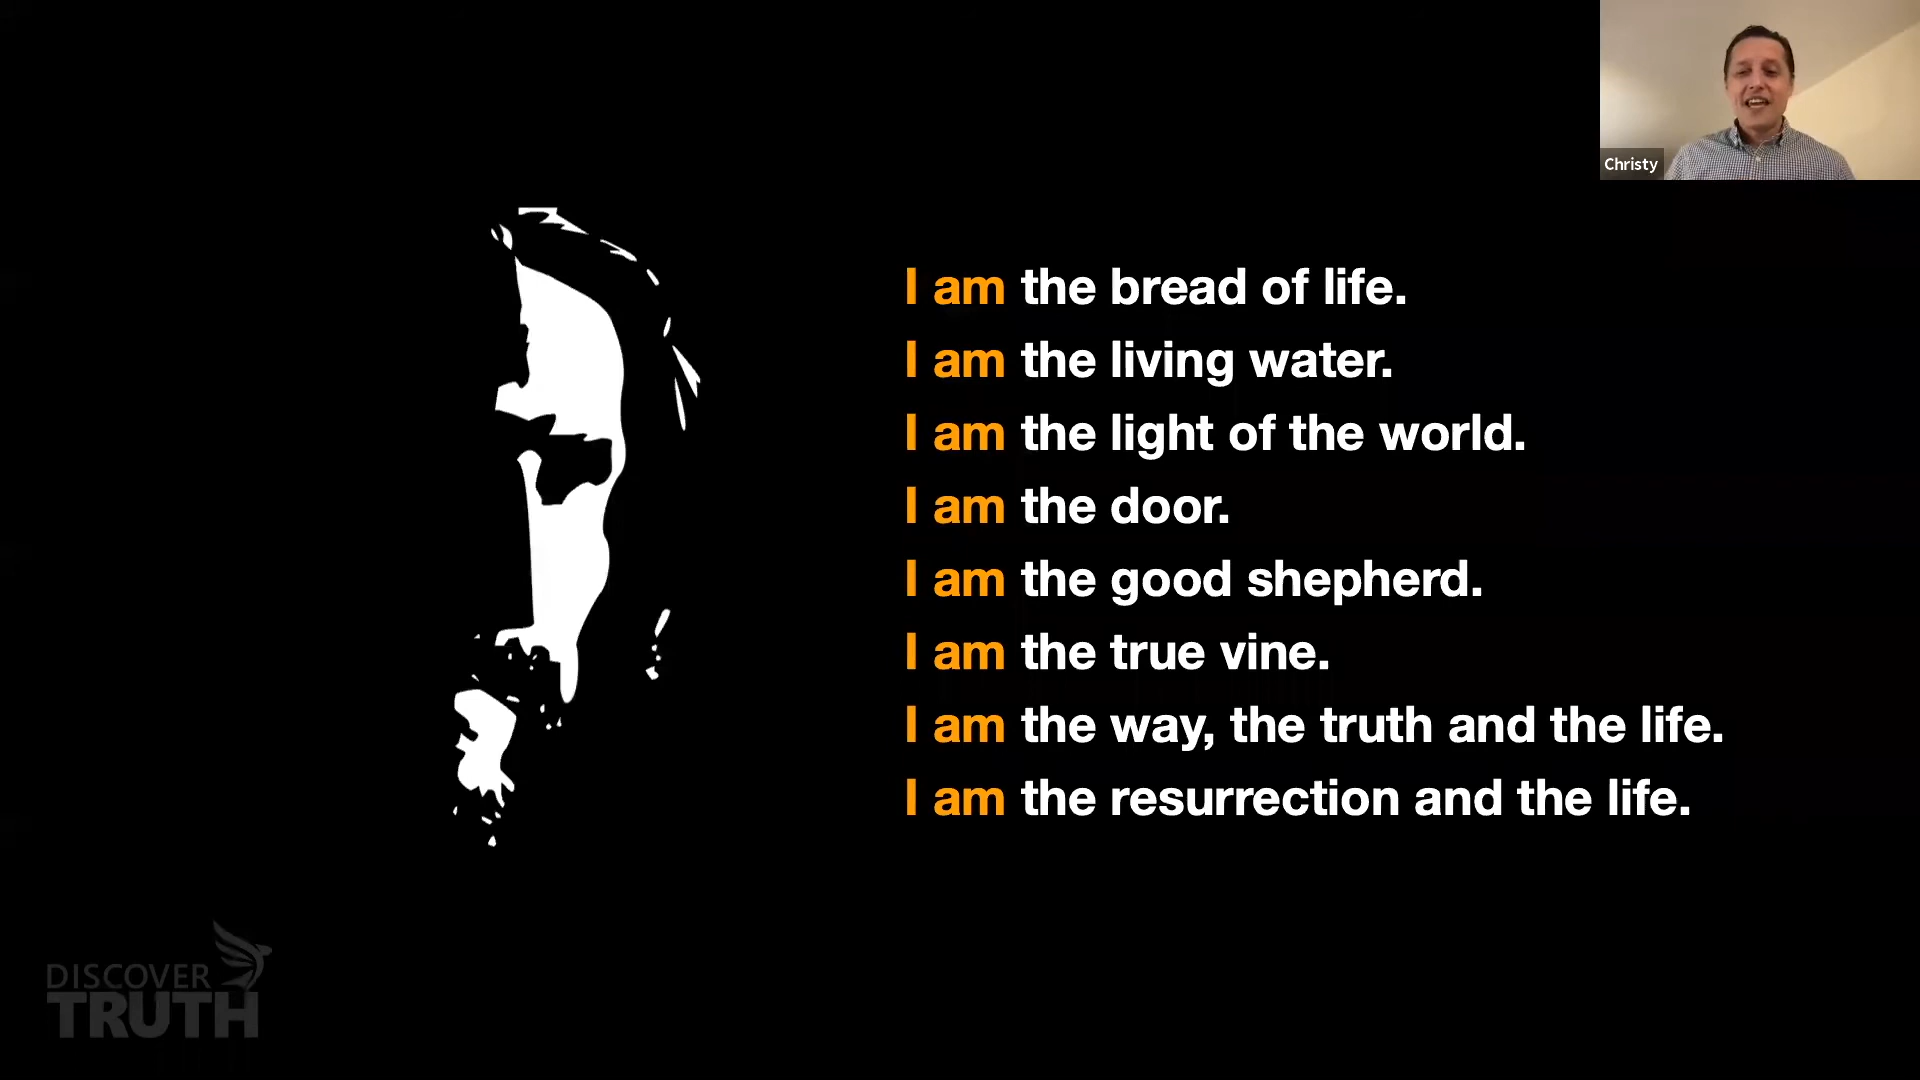 Christy
I am the bread of life.
I am the living water.
I am the light of the world.
I am the door.
I am the good shepherd.
I am the true vine.
I am the way, the truth and the life.
I am the resurrection and the life.
DISCOVER
TRUTH